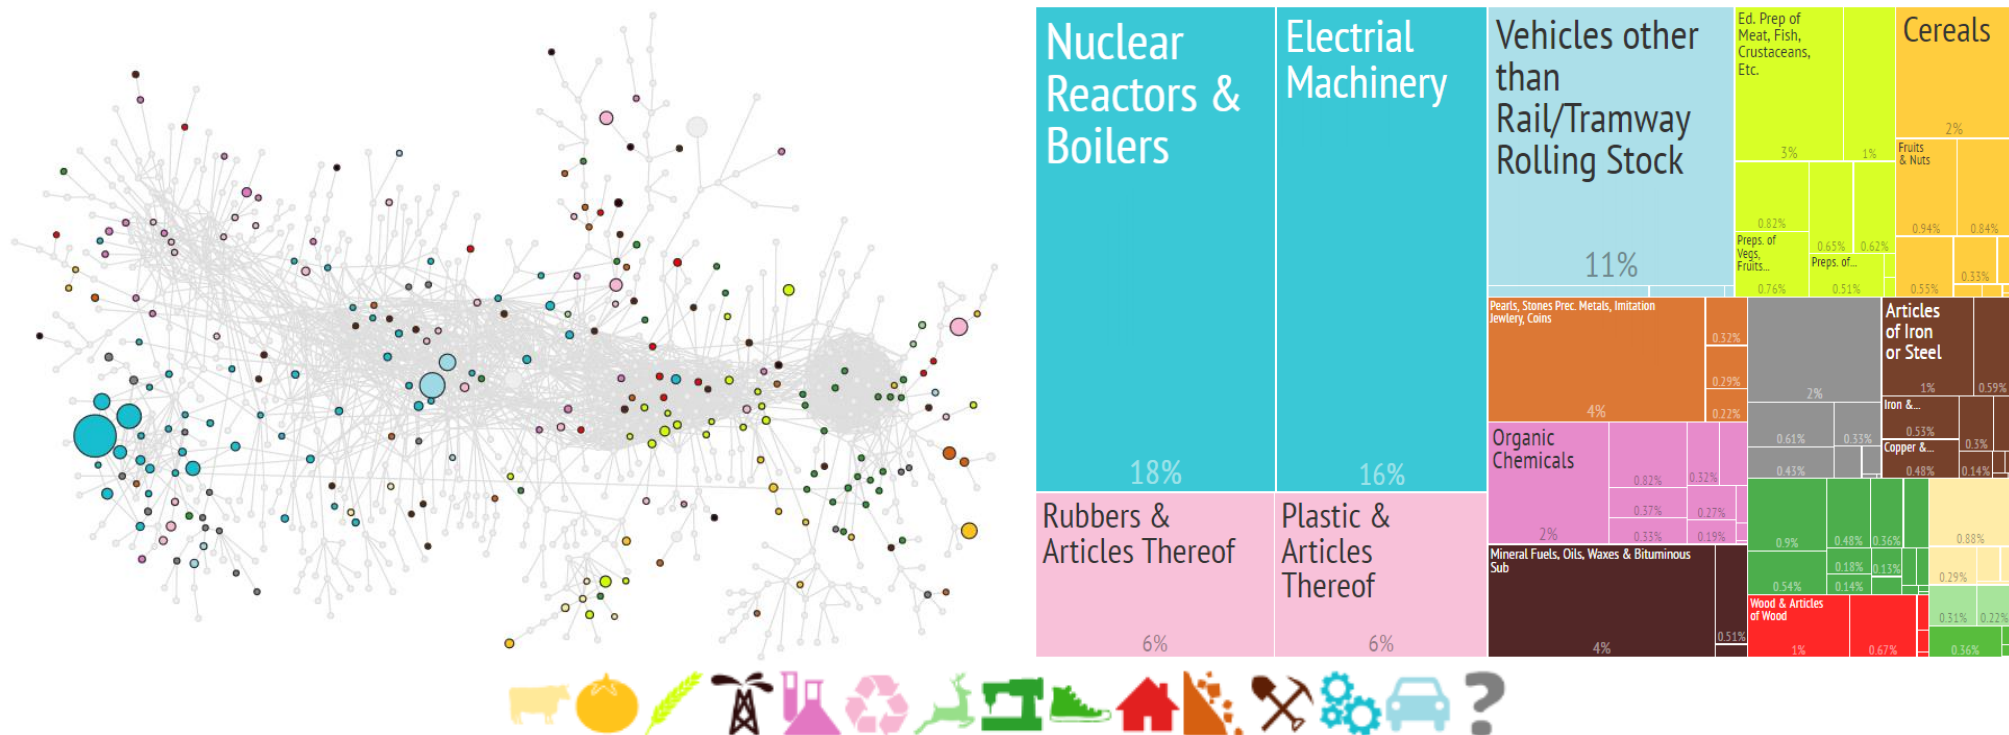 Nuclear
Reactors &
Boilers
18%
Electrial
Machinery
16%
Rubbers &
Articles Thereof
6%
Plastic &
Articles
Thereof
6%
Vehicles other
than
Rail/Tramway
Rolling Stock
11%
Ed. Prep of
Meat, Fish,
Crustaceans,
Etc.
3%
1%
0.82%
Preps. of
Vegs,
Fruits...
0.76%
0.65%
0.62%
Preps. of...
0.51%
Cereals
2%
Fruits
& Nuts
0.94%
0.84%
0.55%
0.33%
Pearls, Stones Prec. Metals, Imitation
Jewlery, Coins
4%
0.32%
0.29%
0.22%
Organic
Chemicals
2%
0.82%
0.32%
0.37%
0.27%
0.33%
0.19%
Mineral Fuels, Oils, Waxes & Bituminous
Sub
4%
0.51%
2%
0.61%
0.33%
0.43%
Articles
of Iron
or Steel
1%
0.59%
Iron &...
0.53%
0.3%
Copper &...
0.48%
0.14%
0.9%
0.48%
0.36%
0.54%
0.18%
0.13%
0.14%
Wood & Articles
of Wood
1%
0.67%
0.88%
0.29%
0.31%
0.22%
0.36%
?